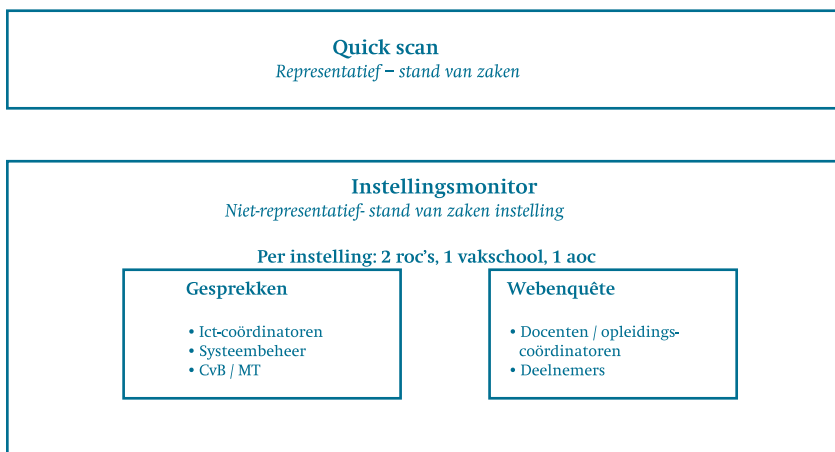 Quick scan
Representatief – stand van zaken
Instellingsmonitor
Niet-representatief- stand van zaken instelling
Per instelling: 2 roc's, 1 vakschool, 1 aoc
Gesprekken
• Ict-coördinatoren
• Systeembeheer
• CvB / MT
Webenquête
• Docenten / opleidings-
coördinatoren
• Deelnemers